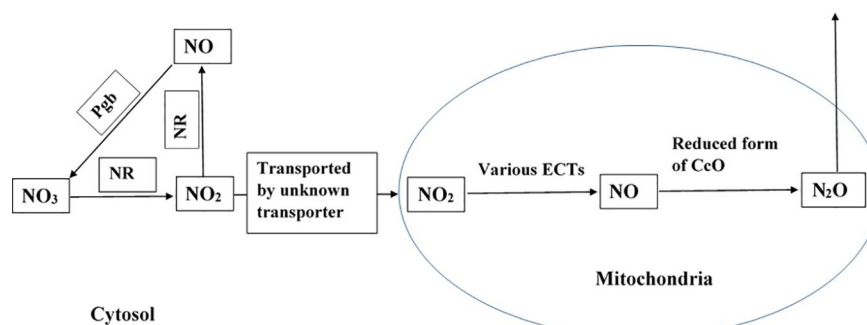 NO
Pgb
NR
NR
NO₃
NO₂
Transported
by unknown
transporter
NO₂
Various ECTs
NO
Reduced form
of CcO
N₂O
Mitochondria
Cytosol